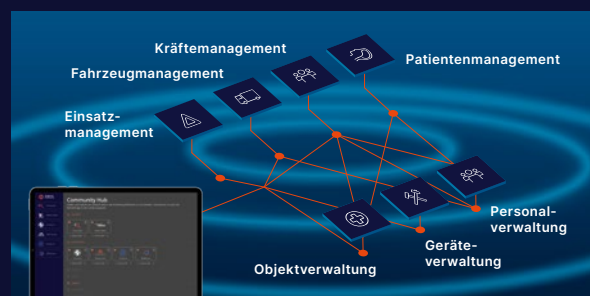 Kräftemanagement
Patientenmanagement
Fahrzeugmanagement
Einsatz-
management
Personal-
verwaltung
Geräte-
verwaltung
Objektverwaltung
Community Hub